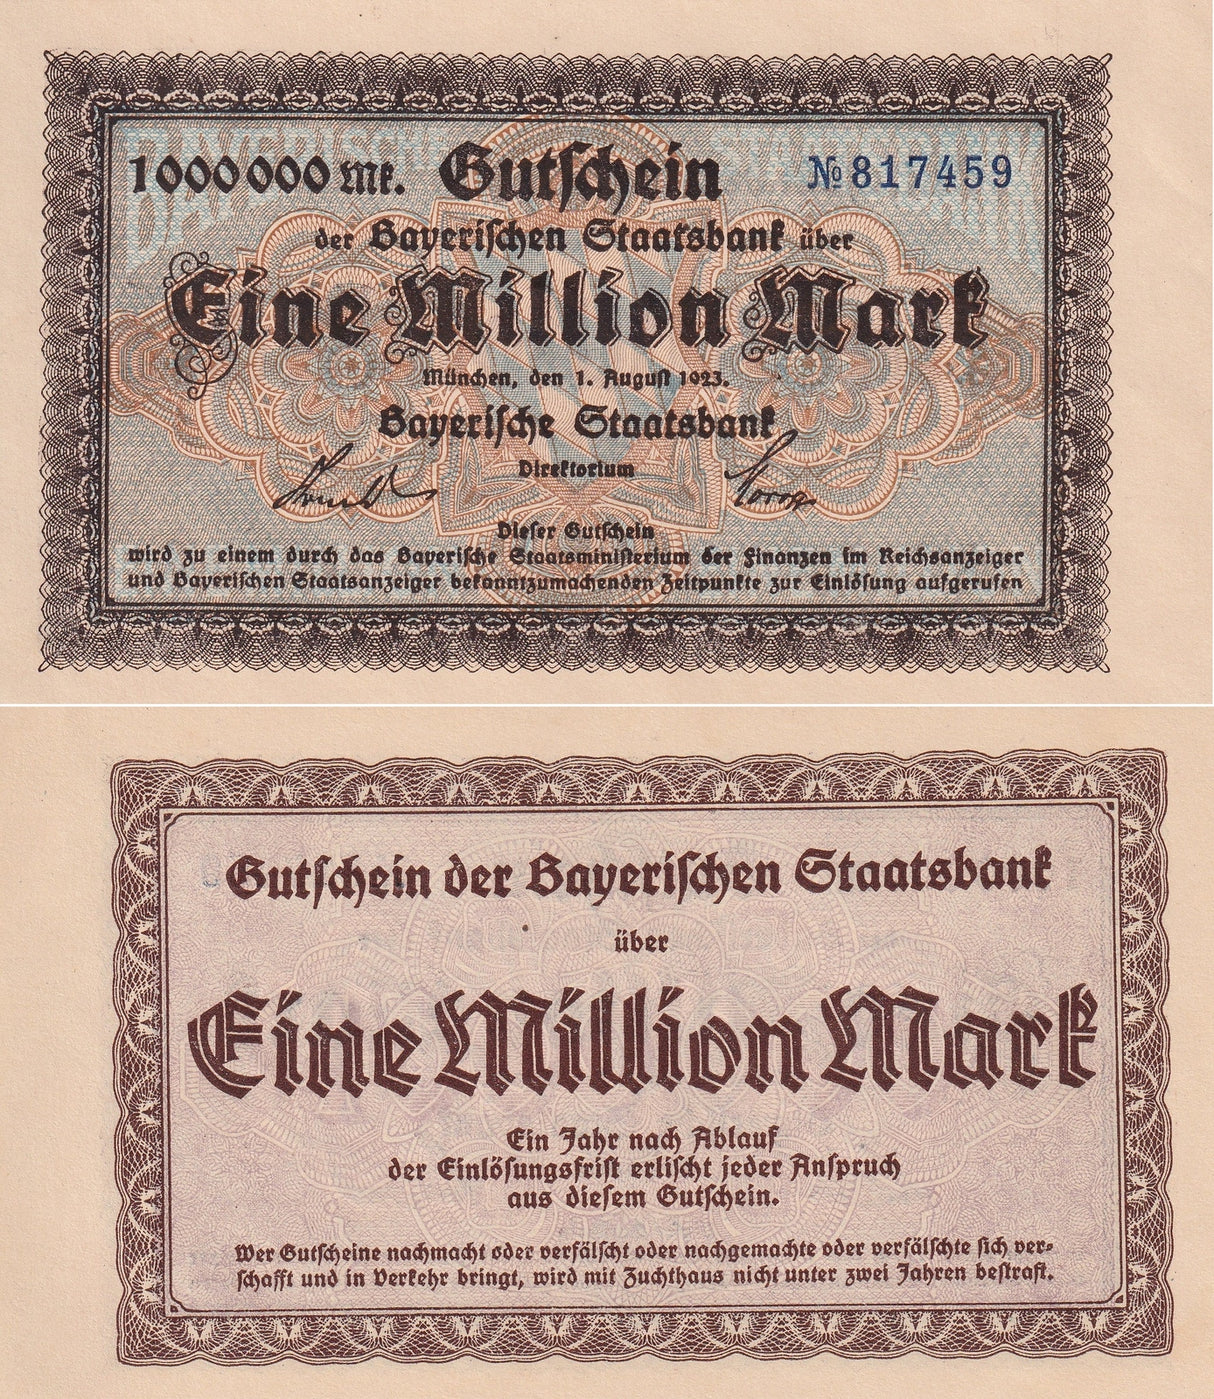 1000000 Mk. Gutschein № 817459
der Bayerischen Staatsbank über
Eine Million Mark
München, den 1. August 1923.
Bayerische Staatsbank
Direktorium
Dieser Gutschein
wird zu einem durch das Bayerische Staatsministerium der Finanzen im Reichsanzeiger
und Bayerischen Staatsanzeiger bekanntzumachenden Zeitpunkte zur Einlösung aufgerufen
Gutschein der Bayerischen Staatsbank
über
Eine Million Mark
Ein Jahr nach Ablauf
der Einlösungsfrist erlischt jeder Anspruch
aus diesem Gutschein.
Wer Gutscheine nachmacht oder verfälscht oder nachgemachte oder verfälschte sich ver-
schafft und in Verkehr bringt, wird mit Zuchthaus nicht unter zwei Jahren bestraft.